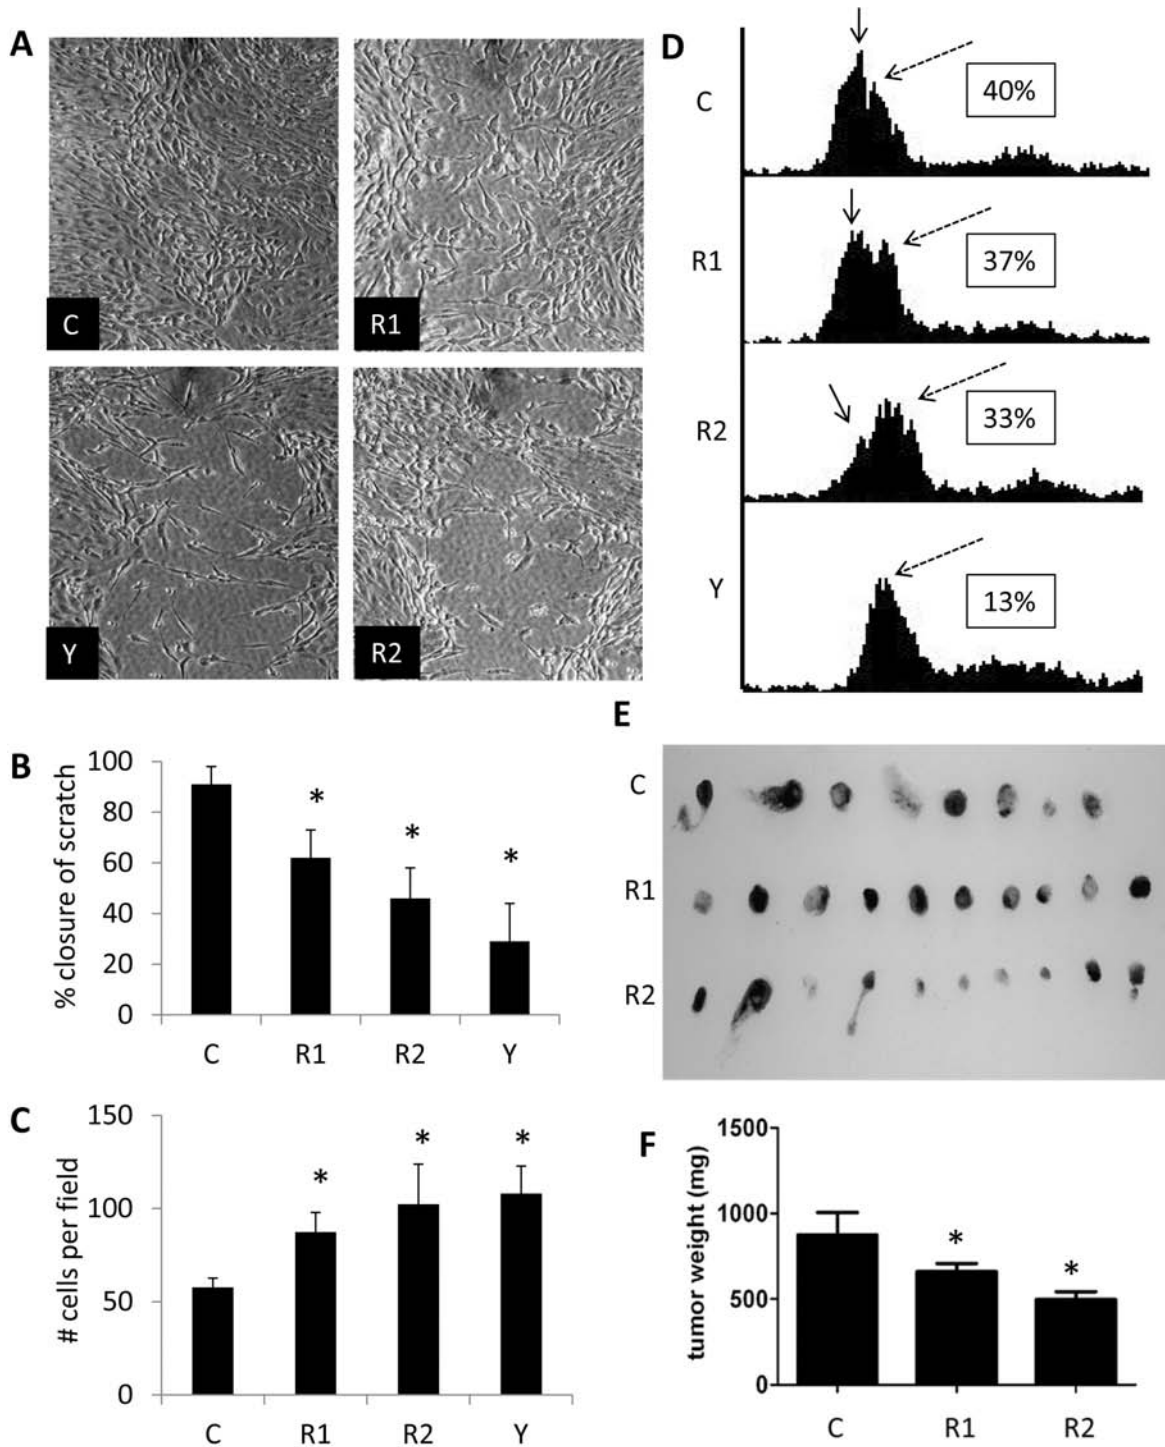 A
C
R1
Y
R2
B
% closure of scratch
100
80
60
40
20
0
*
*
*
C
R1
R2
Y
C
# cells per field
150
100
50
0
*
*
*
C
R1
R2
Y
D
C
40%
R1
37%
R2
33%
Y
13%
E
C
R1
R2
F
tumor weight (mg)
1500
1000
500
0
*
*
C
R1
R2